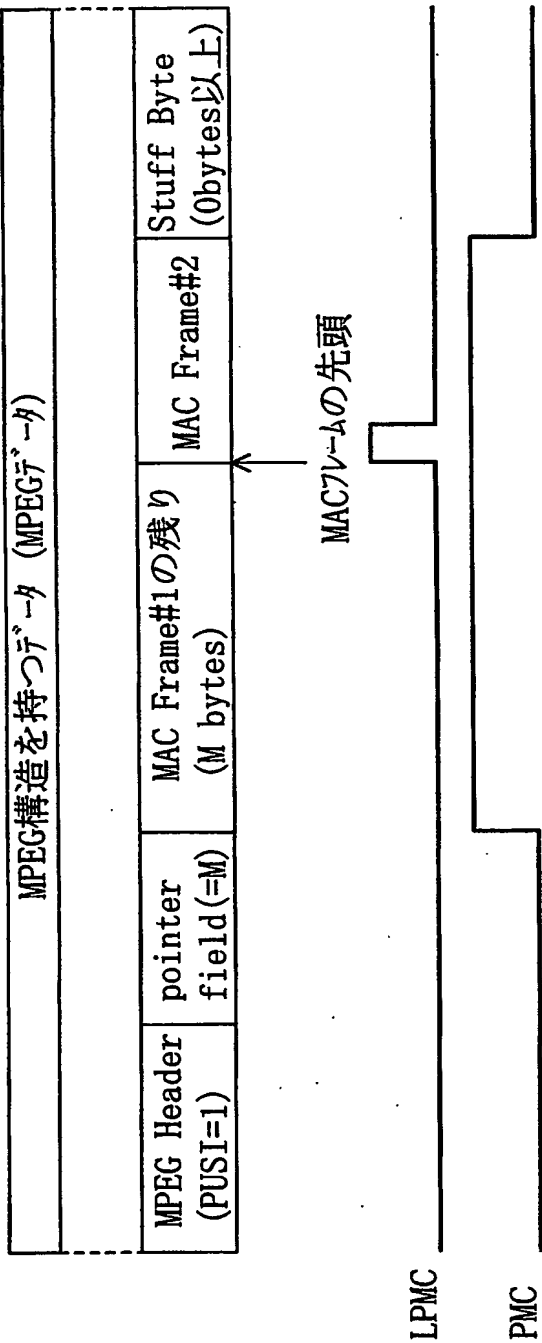 MPEG構造を持つデータ (MPEGデータ)
MPEG Header
(PUSI=1)
pointer
field(=M)
MAC Frame#1の残り
(M bytes)
MAC Frame#2
Stuff Byte
(0bytes以上)
MACフレームの先頭
LPMC
PMC